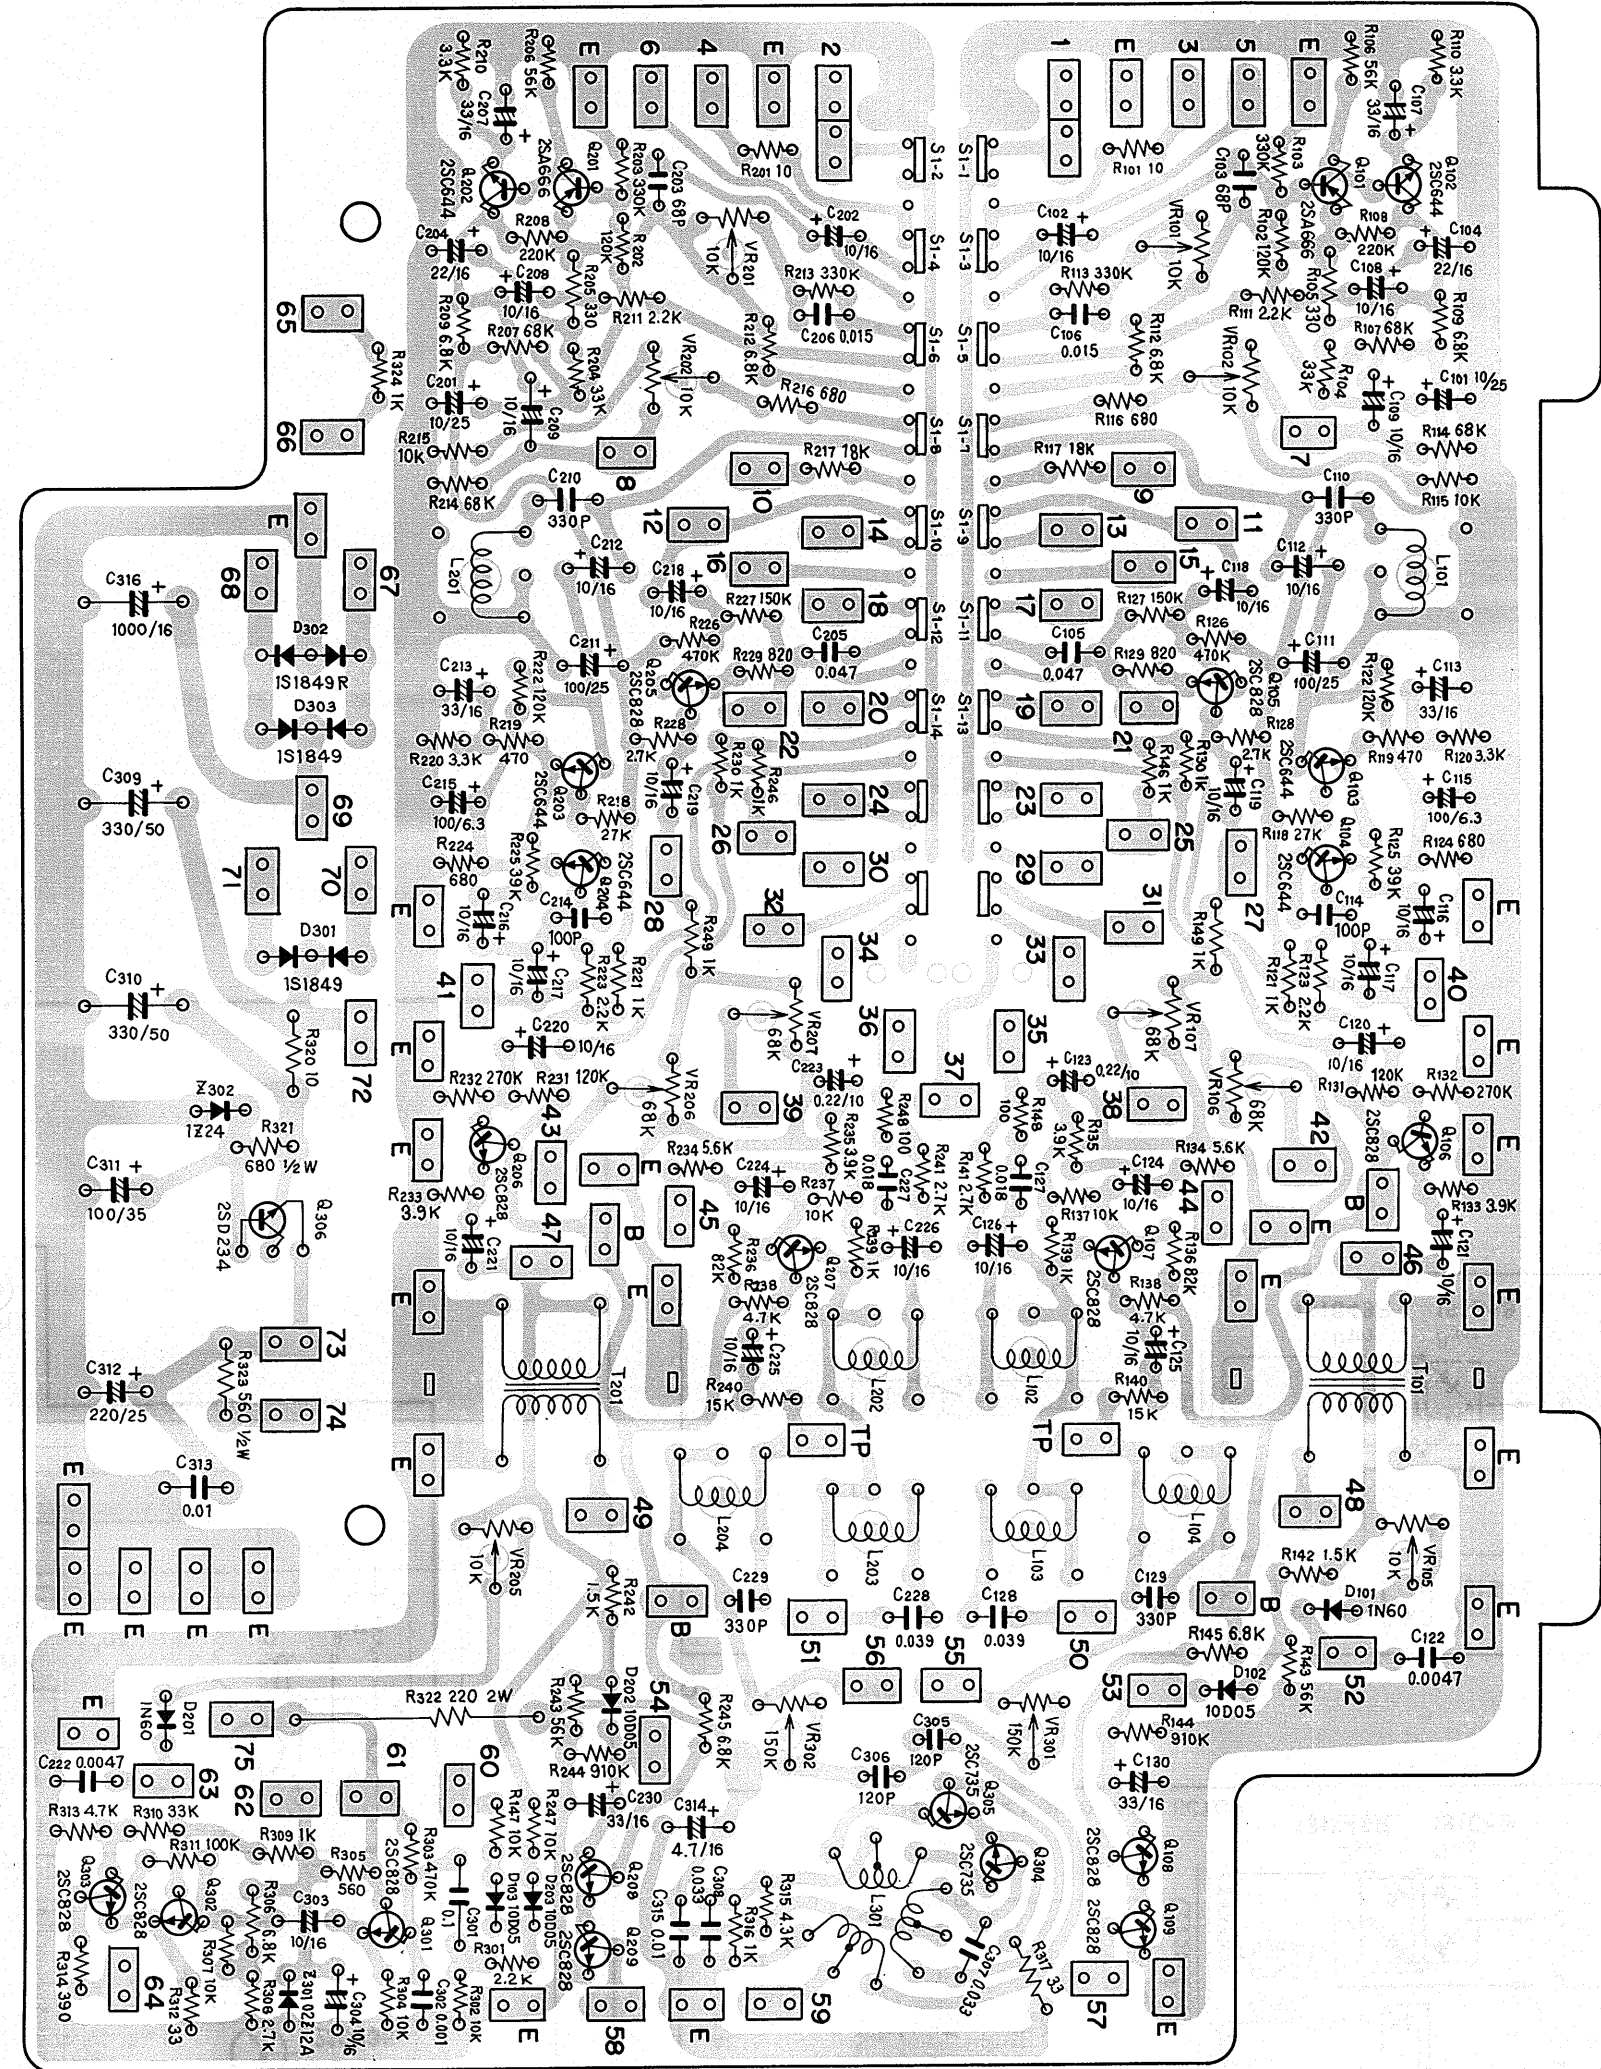 R210 3.3K
R206 56K
E
6
4
E
2
1
E
3
5
E
R106 56K
R110 3.3K
C207 33/16 +
2SA666
Q201
R203 330K
C203 68P
R201 10
S1-2
S1-1
R101 10
C103 68P
R103 330K
Q101
2SA666
33/16 +
C107
Q102
2SC644
Q202
2SC644
C204 +
22/16
R208
220K
R202
120K
VR201
10K
C202
+
10/16
S1-4
S1-3
C102
+
10/16
VR101
10K
R102 120K
R108
220K
C104
+
22/16
C208
+
10/16
R205 330
R211 2.2K
R213 330K
R113 330K
R111 2.2K
R105 330
C108
+
10/16
65
R209 6.8K
R207 68K
R212 6.8K
C206 0.015
S1-6
S1-5
C106
0.015
R112 6.8K
R107 68K
R109 6.8K
R324 1K
R204 33K
VR202
10K
VR102
10K
R104
33K
C201 +
10/25
C209
10/16
R216 680
R116 680
C109 10/16
C101 10/25
66
R215
10K
8
S1-8
S1-7
7
R114 68K
R214 68K
C210
330P
10
R217 18K
R117 18K
9
C110
330P
R115 10K
E
12
14
S1-10
S1-9
13
11
68
67
L201
C212
10/16
16
C218
10/16
15
C118
10/16
C112
10/16
L101
C316
+
1000/16
R227 150K
18
S1-12
S1-11
17
R127 150K
D302
1S1849R
R226
470K
R126
470K
C213
+
33/16
R222 120K
C211
+
100/25
Q205
2SC828
R229 820
C205
0.047
C105
0.047
R129 820
Q105
2SC828
C111
+
100/25
R122 120K
C113
+
33/16
D303
1S1849
R220 3.3K
R219
470
R228
2.7K
22
20
S1-14
S1-13
19
21
R128
2.7K
R119 470
R120 3.3K
C309
+
330/50
69
C215
+
100/6.3
2SC644
Q203
R218
27K
10/16
C219
R230 1K
R246 1K
24
23
R146 1K
R130 1K
C119
10/16
2SC644
Q103
R118 27K
C115
100/6.3
R224
680
R225 39K
Q204
2SC644
26
25
Q104
2SC644
R125 39K
R124 680
71
70
E
C216 +
10/16
C214
100P
28
30
29
27
C114
100P
C116
10/16
E
D301
1S1849
R249 1K
32
31
R149 1K
C310
+
330/50
41
C217
10/16
R223 2.2K
R221 1K
34
33
R121 1K
R123 2.2K
C117
10/16
40
R320 10
72
E
C220
+
10/16
VR207
68K
36
35
VR107
68K
C120
+
10/16
E
Z302
1Z24
R232 270K
R231 120K
VR206
68K
C223
0.22/10
37
C123
0.22/10
38
VR106
68K
R131
120K
R132
270K
R321
680 1/2W
39
R235 3.9K
R248 100
R148
100
R135
3.9K
E
43
Q206
2SC828
E
R234 5.6K
R241 2.7K
R141 2.7K
R134 5.6K
42
2SC828
Q106
E
C311 +
100/35
R233
3.9K
C224
10/16
R237
10K
0.018
C227
0.018
C127
C124
10/16
R137 10K
44
B
R133 3.9K
Q306
2SD234
10/16
C221
47
B
45
R236
82K
Q207
2SC828
R239 1K
C226
+
10/16
C126
+
10/16
R139 1K
Q107
2SC828
R136 82K
E
46
C121
10/16
E
E
R238
4.7K
R138
4.7K
E
E
73
R323 560 1/2W
74
C312 +
220/25
T201
10/16
C225
L202
L102
10/16
C125
T101
R240
15K
R140
15K
TP
TP
E
E
E
C313
0.01
49
L204
L203
L103
L104
48
VR205
10K
VR105
10K
R242
1.5K
C229
330P
C228
0.039
C128
0.039
C129
330P
R142 1.5K
D101
1N60
E
E
E
E
E
B
51
50
B
R145 6.8K
R143 56K
52
C122
0.0047
E
D201
1N60
75
R322 220 2W
R243 56K
D202 10D05
54
R245 6.8K
VR302
150K
56
55
VR301
150K
53
D102
10D05
R144
910K
C305
120P
C222 0.0047
63
62
61
60
R244 910K
C306
120P
2SC735
Q305
C130
+
33/16
R313 4.7K
R310 33K
R311 100K
R309 1K
R303 470K
R147 101K
R247 101K
C230
33/16
C314 +
4.7/16
Q303
2SC828
2SC828
Q302
R305
560
2SC828
Q301
C301
0.1
D103 10D05
D203 10D05
2SC828
Q208
C308
0.033
R315 4.3K
L301
2SC735
Q304
2SC828
Q108
R306 6.8K
C303
10/16
R301
2.2K
2SC828
Q209
C315 0.01
R316 1K
C307 0.033
R317 33
2SC828
Q109
R314 390
64
R312 33
R307 10K
R308 2.7K
Z301 02Z12A
C304 10/16
R304 10K
C302 0.001
R302 10K
E
58
E
59
57
E